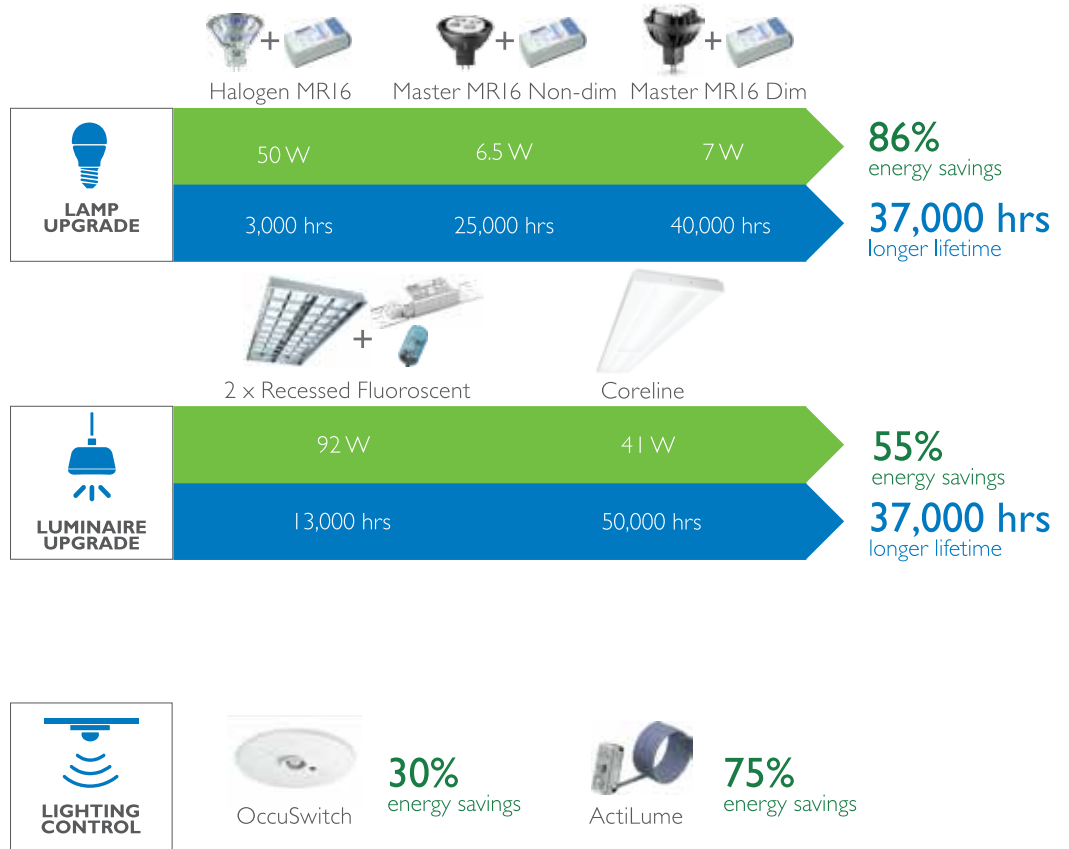 Halogen MR16
Master MR16 Non-dim
Master MR16 Dim
LAMP
UPGRADE
50 W
6.5 W
7 W
3,000 hrs
25,000 hrs
40,000 hrs
86%
energy savings
37,000 hrs
longer lifetime
2 x Recessed Fluoroscent
Coreline
LUMINAIRE
UPGRADE
92 W
41 W
13,000 hrs
50,000 hrs
55%
energy savings
37,000 hrs
longer lifetime
LIGHTING
CONTROL
OccuSwitch
30%
energy savings
ActiLume
75%
energy savings